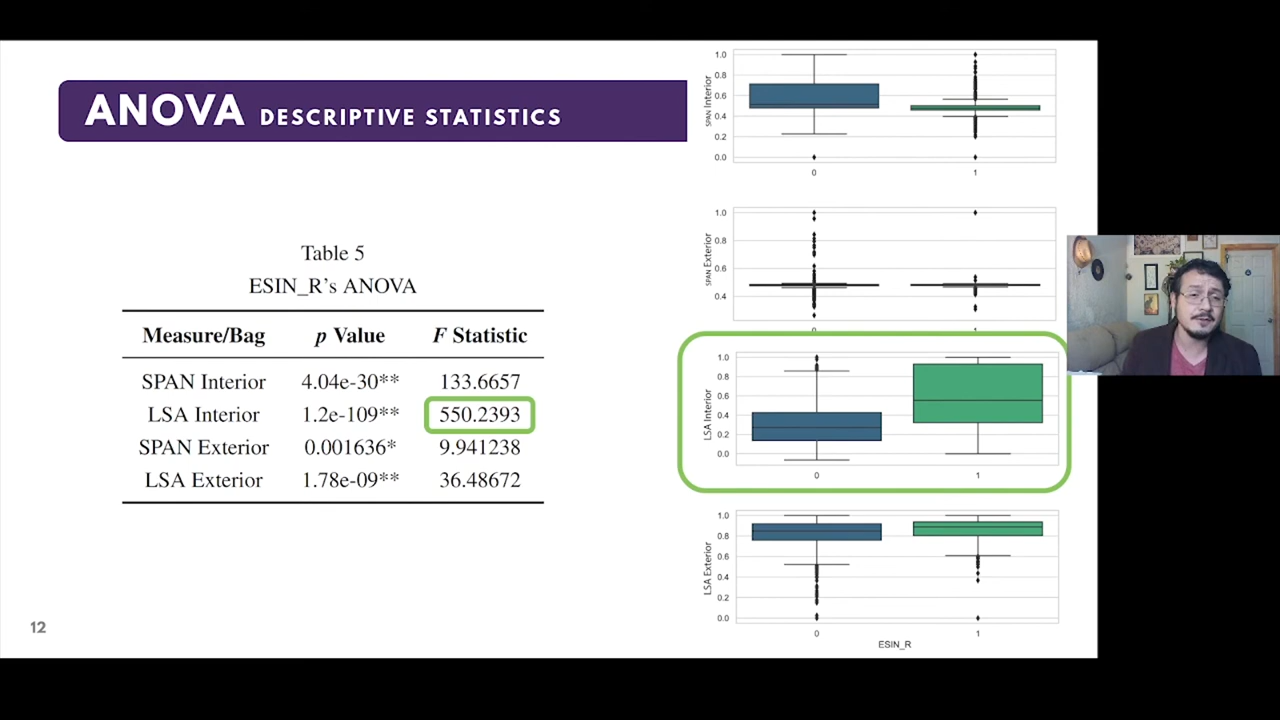 ANOVA DESCRIPTIVE STATISTICS
Table 5
ESIN_R's ANOVA
Measure/Bag p Value F Statistic
SPAN Interior 4.04e-30** 133.6657
LSA Interior 1.2e-109** 550.2393
SPAN Exterior 0.001636* 9.941238
LSA Exterior 1.78e-09** 36.48672
12
SPAN Interior
1.0
0.8
0.6
0.4
0.2
0.0
0 1
SPAN Exterior
1.0
0.8
0.6
0.4
LSA Interior
1.0
0.8
0.6
0.4
0.2
0.0
0 1
LSA Exterior
1.0
0.8
0.6
0.4
0.2
0.0
0 1
ESIN_R